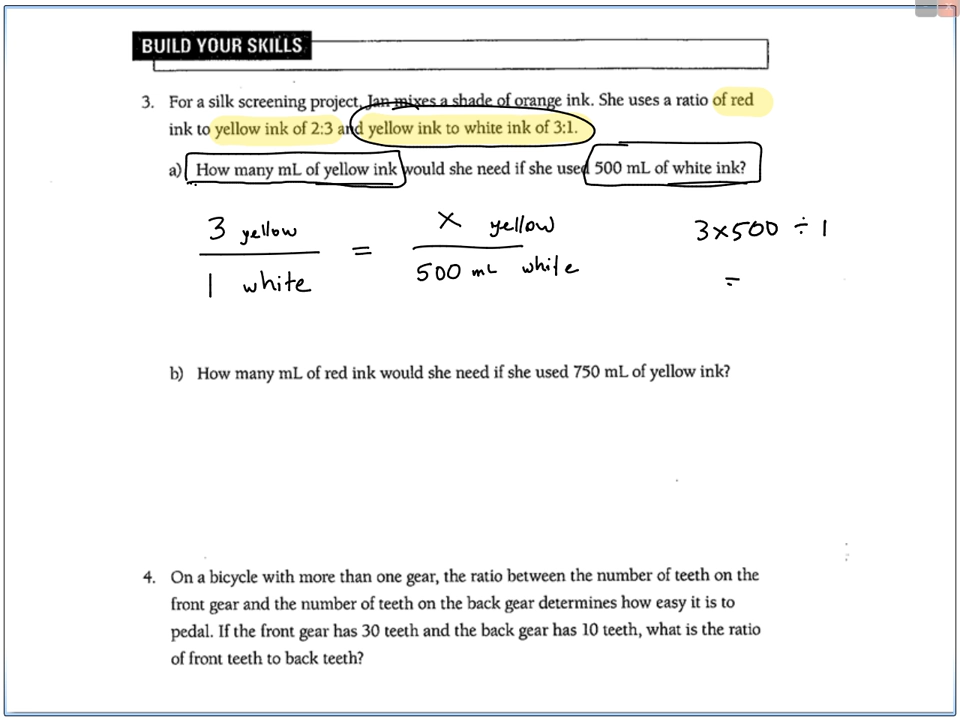 BUILD YOUR SKILLS
3. For a silk screening project, Jan mixes a shade of orange ink. She uses a ratio of red
ink to yellow ink of 2:3 and yellow ink to white ink of 3:1.
a) How many mL of yellow ink would she need if she used 500 mL of white ink?
3 yellow = x yellow 3x500 ÷ 1
1 white 500 mL white =
b) How many mL of red ink would she need if she used 750 mL of yellow ink?
4. On a bicycle with more than one gear, the ratio between the number of teeth on the
front gear and the number of teeth on the back gear determines how easy it is to
pedal. If the front gear has 30 teeth and the back gear has 10 teeth, what is the ratio
of front teeth to back teeth?